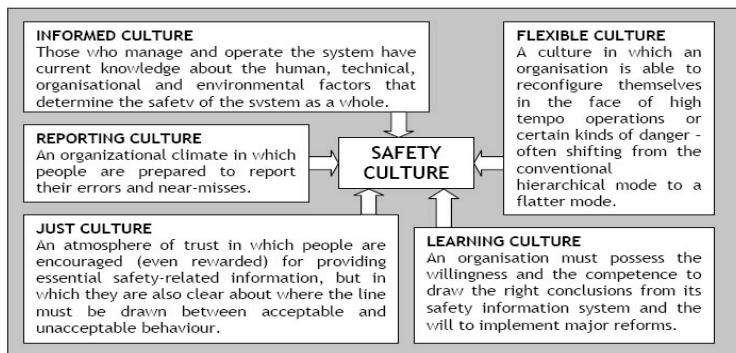 INFORMED CULTURE
Those who manage and operate the system have
current knowledge about the human, technical,
organisational and environmental factors that
determine the safety of the system as a whole.
REPORTING CULTURE
An organizational climate in which
people are prepared to report
their errors and near-misses.
JUST CULTURE
An atmosphere of trust in which people are
encouraged (even rewarded) for providing
essential safety-related information, but in
which they are also clear about where the line
must be drawn between acceptable and
unacceptable behaviour.
SAFETY
CULTURE
FLEXIBLE CULTURE
A culture in which an
organisation is able to
reconfigure themselves
in the face of high
tempo operations or
certain kinds of danger -
often shifting from the
conventional
hierarchical mode to a
flatter mode.
LEARNING CULTURE
An organisation must possess the
willingness and the competence to
draw the right conclusions from its
safety information system and the
will to implement major reforms.